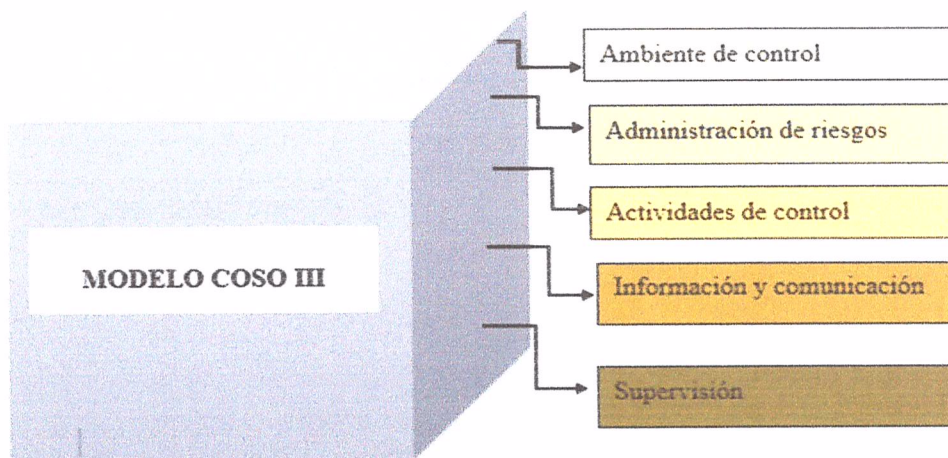 Ambiente de control
Administración de riesgos
Actividades de control
MODELO COSO III
Información y comunicación
Supervisión